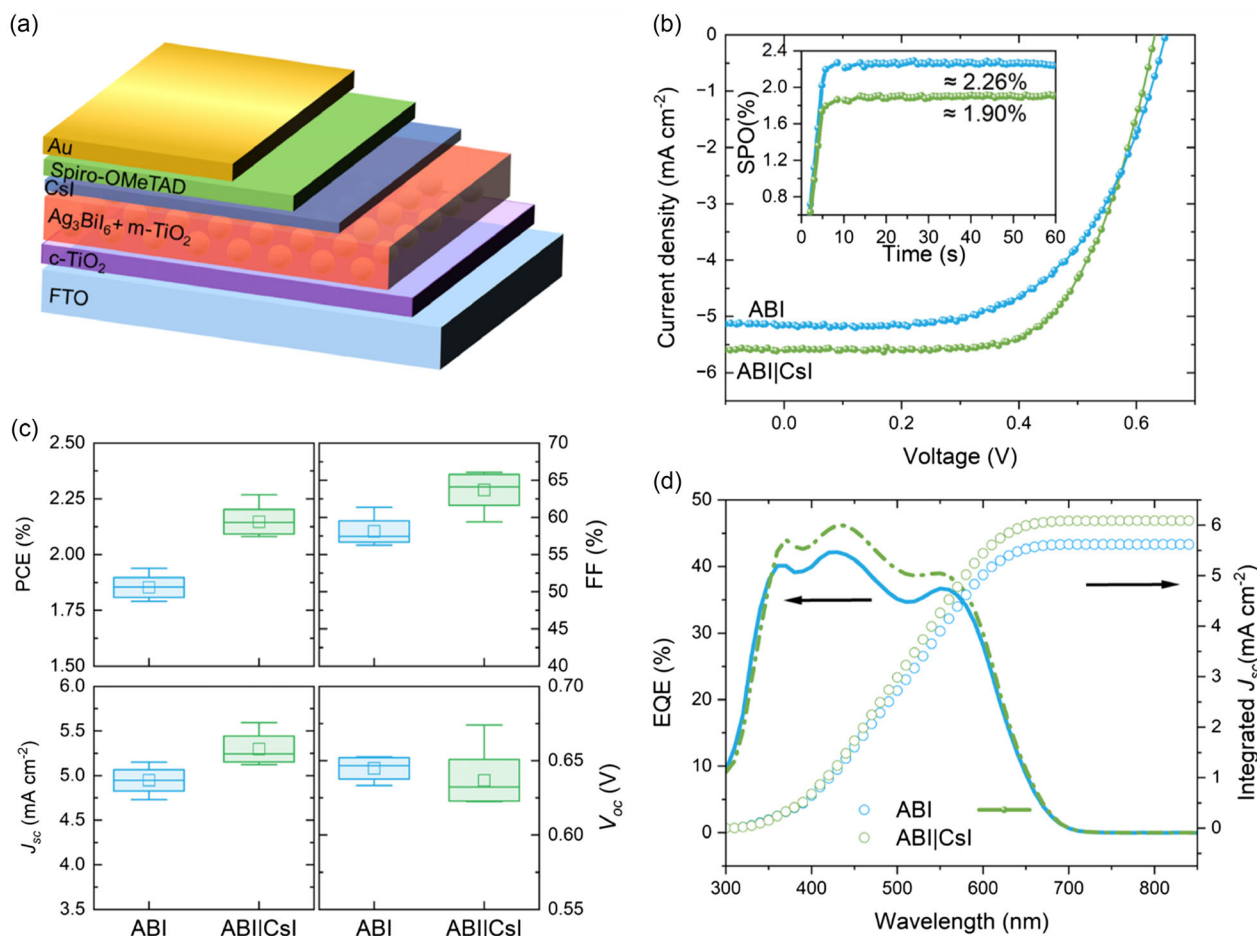 (a)
Au
Spiro-OMeTAD
CsI
Ag₃BiI₆+ m-TiO₂
c-TiO₂
FTO
(b)
Current density (mA cm⁻²)
0
−1
−2
−3
−4
−5
−6
0.0
0.2
0.4
0.6
Voltage (V)
ABI
ABI|CsI
SPO(%)
2.4
2.0
1.6
1.2
0.8
0 10 20 30 40 50 60
Time (s)
≈ 2.26%
≈ 1.90%
(c)
PCE (%)
2.50
2.25
2.00
1.75
1.50
FF (%)
70
65
60
55
50
45
40
Jsc (mA cm⁻²)
6.0
5.5
5.0
4.5
4.0
3.5
Voc (V)
0.70
0.65
0.60
0.55
ABI
ABI|CsI
ABI
ABI|CsI
(d)
EQE (%)
50
40
30
20
10
0
Integrated Jsc(mA cm⁻²)
6
5
4
3
2
1
0
ABI
ABI|CsI
300
400
500
600
700
800
Wavelength (nm)